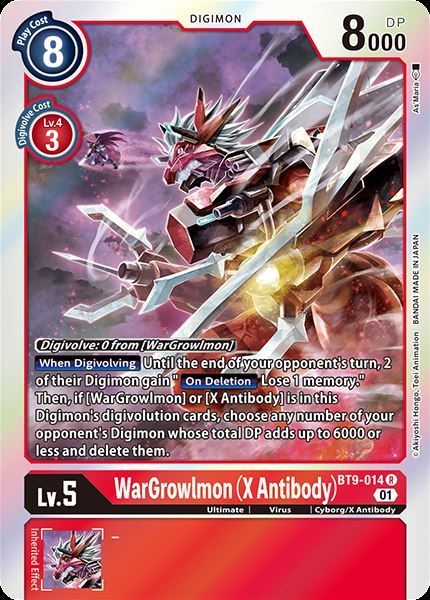 Play Cost
8
DIGIMON
DP
8000
Digivolve Cost
Lv.4
3
As'Maria
©Akiyoshi Hongo, Toei Animation BANDAI MADE IN JAPAN
Digivolve: 0 from [WarGrowlmon]
When Digivolving Until the end of your opponent's turn, 2
of their Digimon gain " On Deletion Lose 1 memory."
Then, if [WarGrowlmon] or [X Antibody] is in this
Digimon's digivolution cards, choose any number of your
opponent's Digimon whose total DP adds up to 6000 or
less and delete them.
Lv.5
WarGrowlmon (X Antibody)
BT9-014 R
01
Ultimate | Virus | Cyborg/X Antibody
Inherited Effect
–